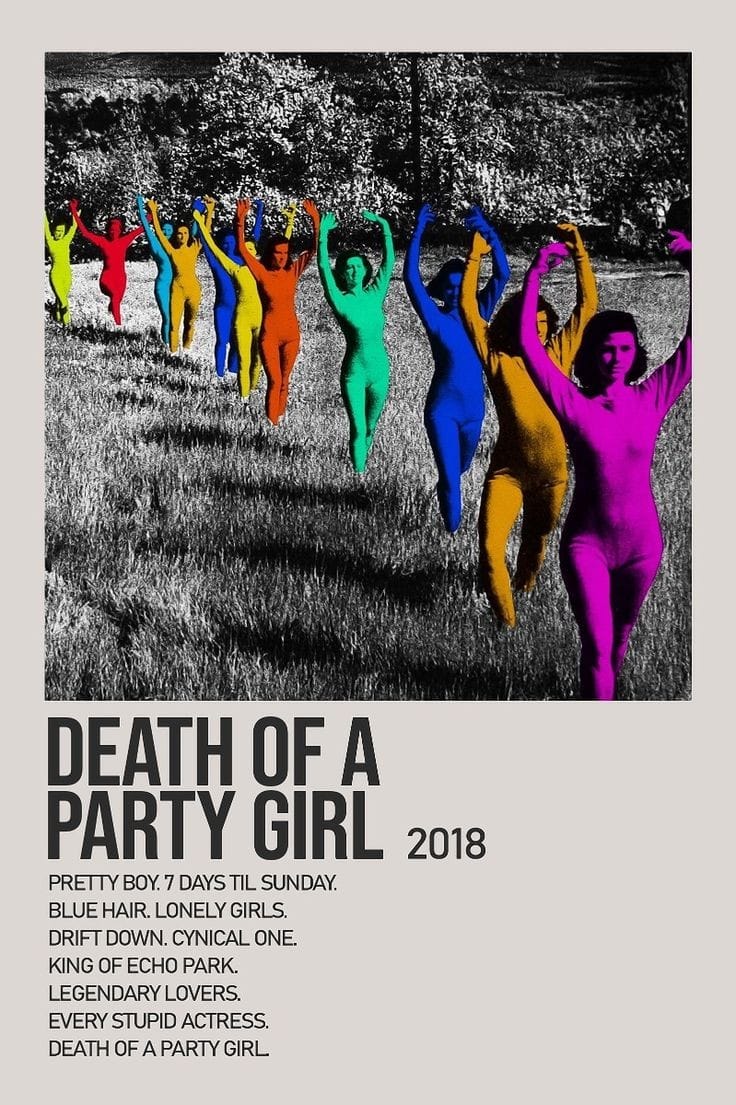 DEATH OF A
PARTY GIRL 2018
PRETTY BOY. 7 DAYS TIL SUNDAY.
BLUE HAIR. LONELY GIRLS.
DRIFT DOWN. CYNICAL ONE.
KING OF ECHO PARK.
LEGENDARY LOVERS.
EVERY STUPID ACTRESS.
DEATH OF A PARTY GIRL.